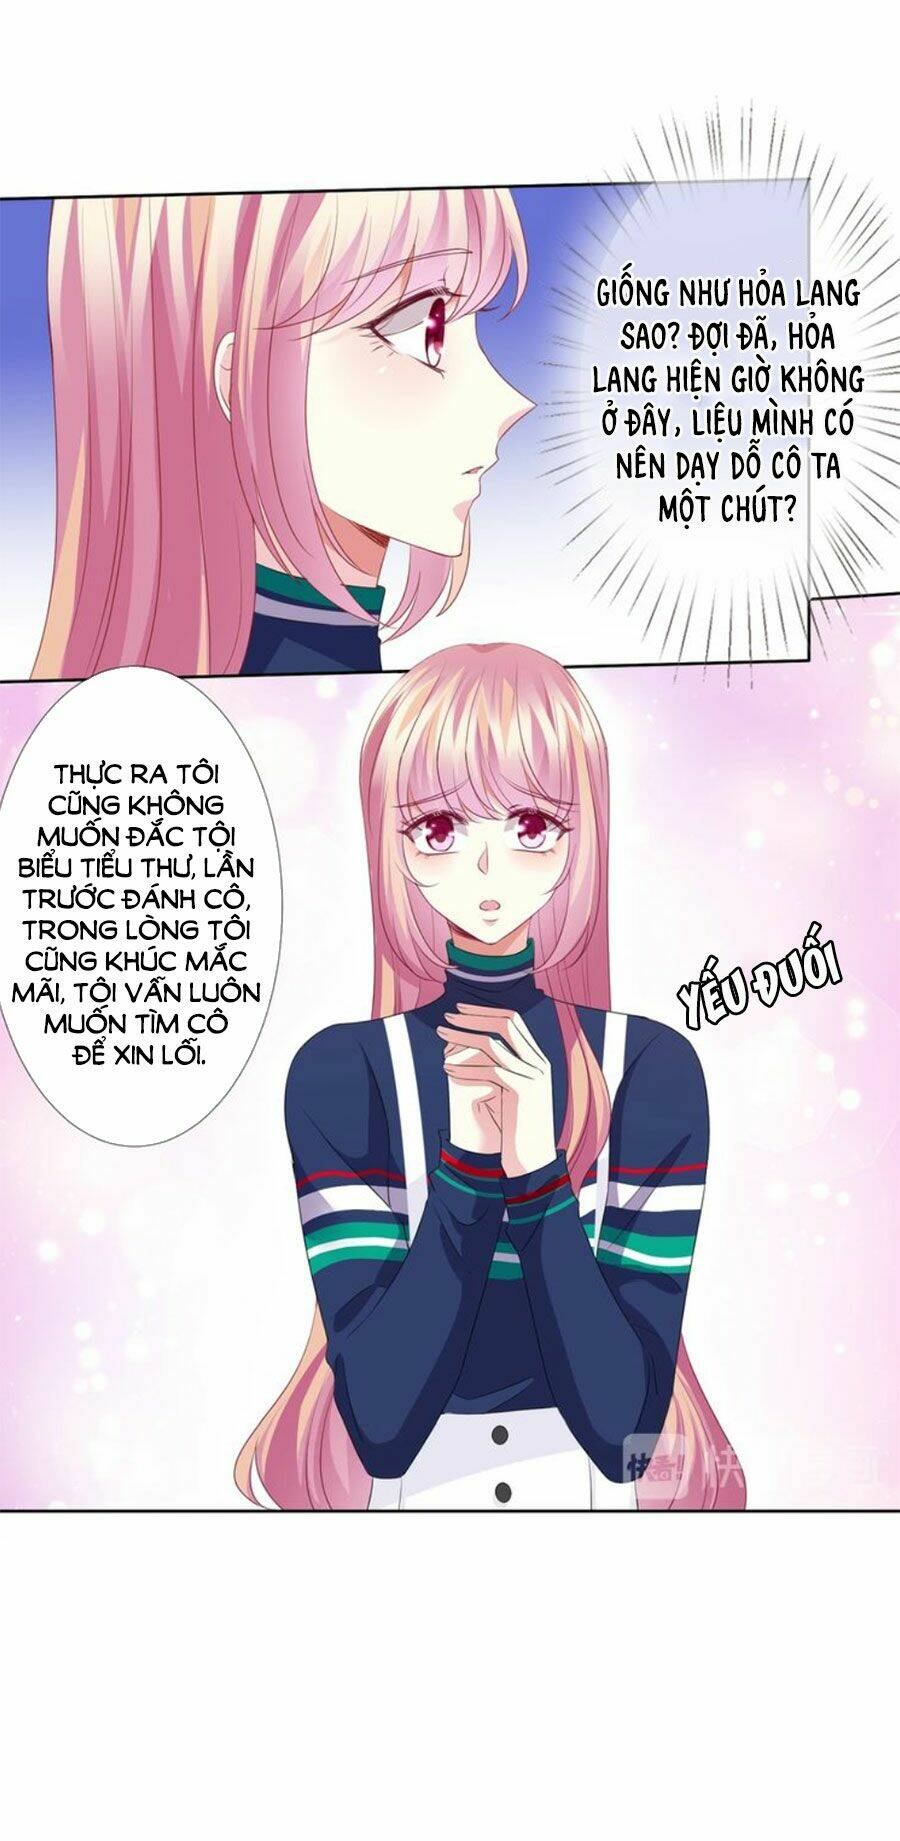 GIỐNG NHƯ HỎA LANG
SAO? ĐỢI ĐÃ, HỎA
LANG HIỆN GIỜ KHÔNG
Ở ĐÂY, LIỆU MÌNH CÓ
NÊN DẠY DỖ CÔ TA
MỘT CHÚT?
THỰC RA TÔI
CŨNG KHÔNG
MUỐN ĐẮC TỘI
BIỂU TIỂU THƯ, LẦN
TRƯỚC ĐÁNH CÔ,
TRONG LÒNG TÔI
CŨNG KHÚC MẮC
MÃI, TÔI VẪN LUÔN
MUỐN TÌM CÔ
ĐỂ XIN LỖI.
YẾU ĐUỐI